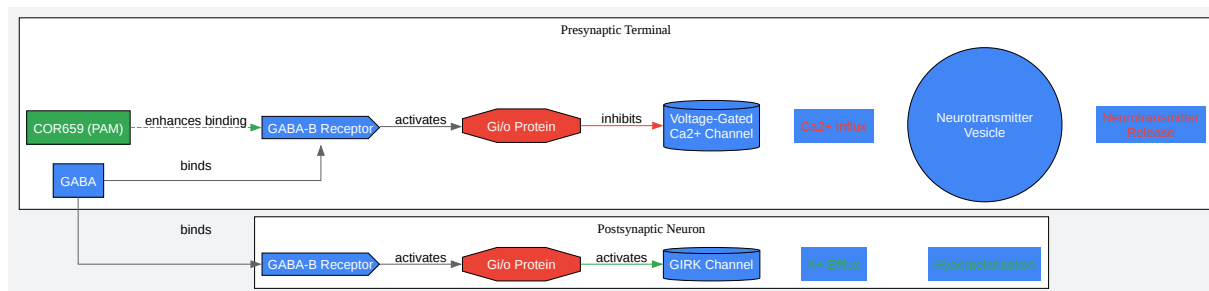 Presynaptic Terminal
COR659 (PAM)
enhances binding
GABA-B Receptor
activates
Gi/o Protein
inhibits
Voltage-Gated
Ca2+ Channel
Ca2+ Influx
Neurotransmitter
Vesicle
Neurotransmitter
Release
GABA
binds
binds
Postsynaptic Neuron
GABA-B Receptor
activates
Gi/o Protein
activates
GIRK Channel
K+ Efflux
Hyperpolarization